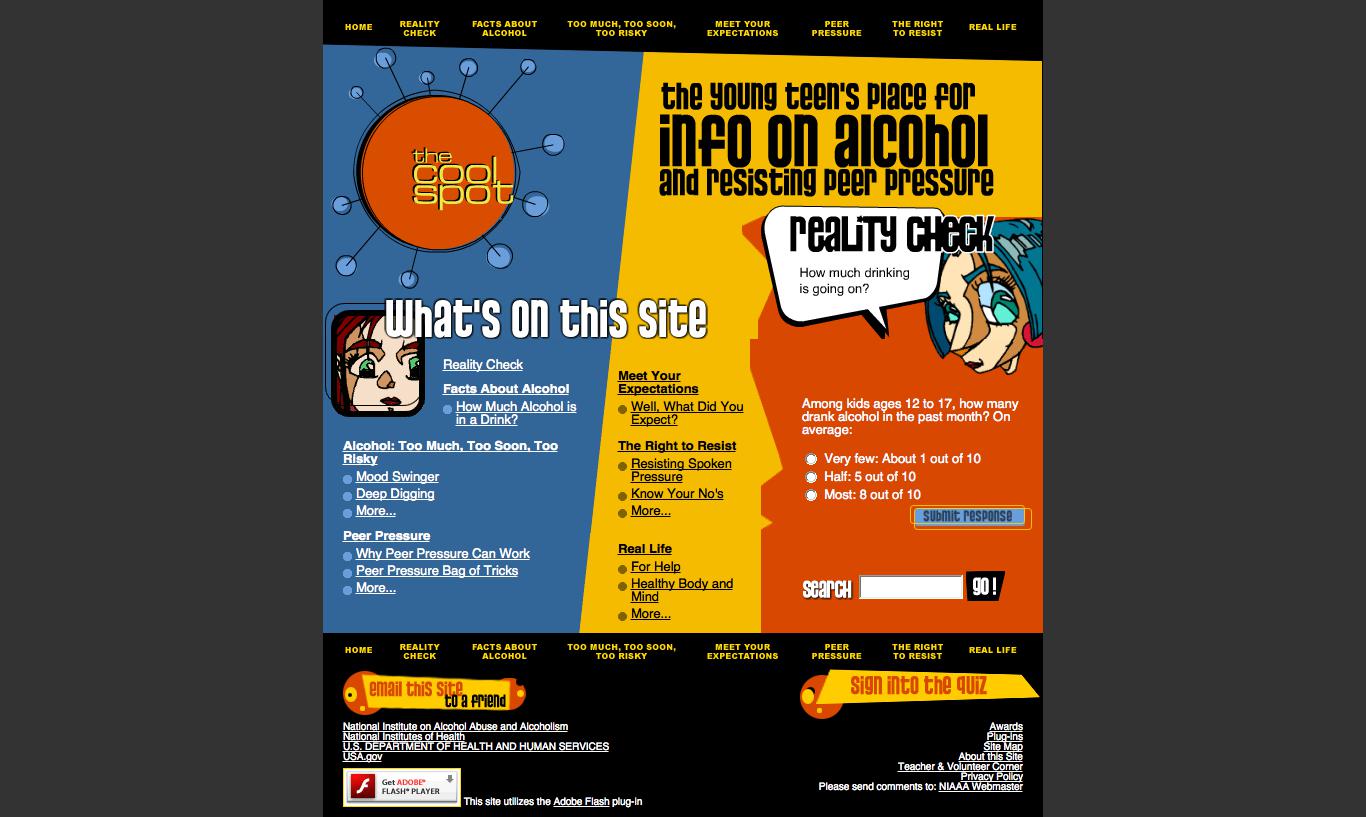 HOME
REALITY
CHECK
FACTS ABOUT
ALCOHOL
TOO MUCH, TOO SOON,
TOO RISKY
MEET YOUR
EXPECTATIONS
PEER
PRESSURE
THE RIGHT
TO RESIST
REAL LIFE
the cool spot
the young teen's place for
info on alcohol
and resisting peer pressure
reality check
How much drinking
is going on?
What's on this site
Reality Check
Facts About Alcohol
How Much Alcohol is
in a Drink?
Alcohol: Too Much, Too Soon, Too
Risky
Mood Swinger
Deep Digging
More...
Peer Pressure
Why Peer Pressure Can Work
Peer Pressure Bag of Tricks
More...
Meet Your
Expectations
Well, What Did You
Expect?
The Right to Resist
Resisting Spoken
Pressure
Know Your No's
More...
Real Life
For Help
Healthy Body and
Mind
More...
Among kids ages 12 to 17, how many
drank alcohol in the past month? On
average:
Very few: About 1 out of 10
Half: 5 out of 10
Most: 8 out of 10
submit response
search
go!
HOME
REALITY
CHECK
FACTS ABOUT
ALCOHOL
TOO MUCH, TOO SOON,
TOO RISKY
MEET YOUR
EXPECTATIONS
PEER
PRESSURE
THE RIGHT
TO RESIST
REAL LIFE
email this site
to a friend
sign into the quiz
National Institute on Alcohol Abuse and Alcoholism
National Institutes of Health
U.S. DEPARTMENT OF HEALTH AND HUMAN SERVICES
USA.gov
Get ADOBE®
FLASH® PLAYER
This site utilizes the Adobe Flash plug-in
Awards
Plug-ins
Site Map
About this Site
Teacher & Volunteer Corner
Privacy Policy
Please send comments to: NIAAA Webmaster